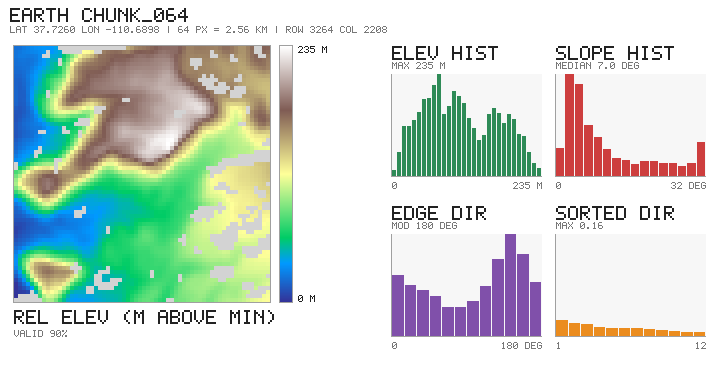 EARTH CHUNK_064
LAT 37.7260 LON -110.6898 | 64 PX = 2.56 KM | ROW 3264 COL 2208
235 M
0 M
REL ELEV (M ABOVE MIN)
VALID 90%
ELEV HIST
MAX 235 M
0 235 M
SLOPE HIST
MEDIAN 7.0 DEG
0 32 DEG
EDGE DIR
MOD 180 DEG
0 180 DEG
SORTED DIR
MAX 0.16
1 12